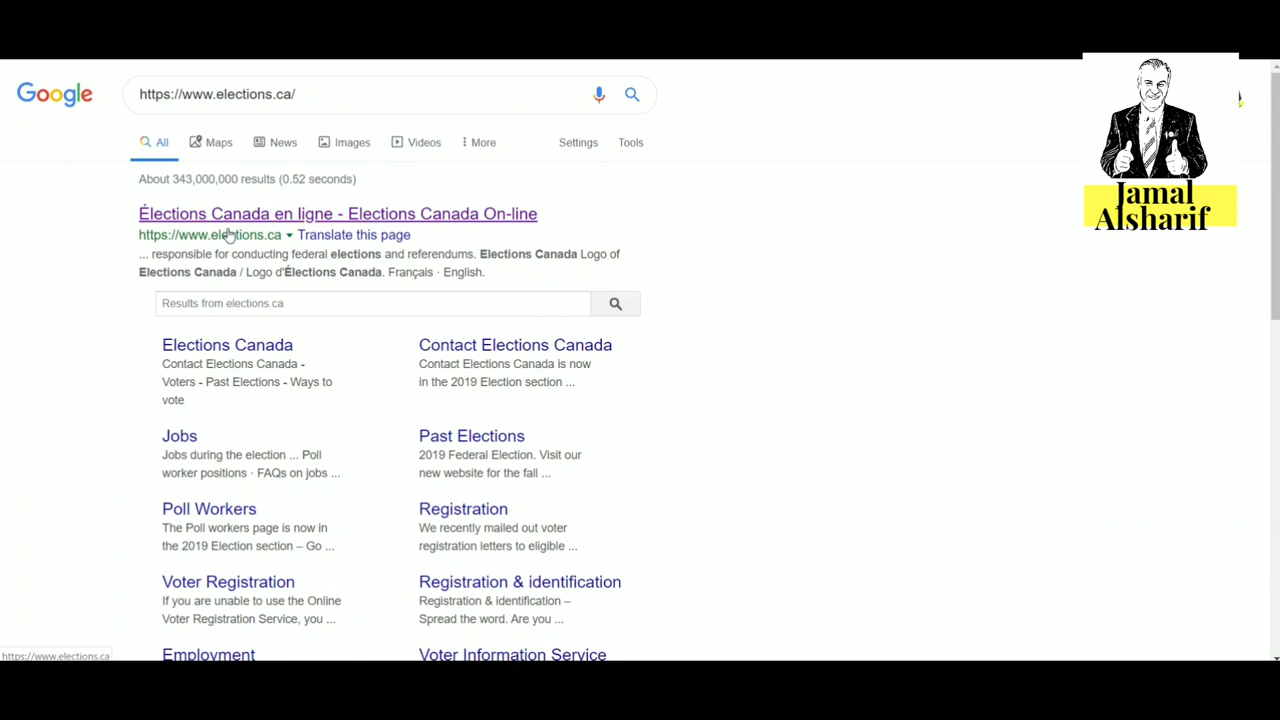 Google
https://www.elections.ca/
All Maps News Images Videos More Settings Tools
About 343,000,000 results (0.52 seconds)
Élections Canada en ligne - Elections Canada On-line
https://www.elections.ca Translate this page
... responsible for conducting federal elections and referendums. Elections Canada Logo of
Elections Canada / Logo d'Élections Canada. Français · English.
Results from elections.ca
Elections Canada
Contact Elections Canada -
Voters - Past Elections - Ways to
vote
Contact Elections Canada
Contact Elections Canada is now
in the 2019 Election section ...
Jobs
Jobs during the election ... Poll
worker positions · FAQs on jobs ...
Past Elections
2019 Federal Election. Visit our
new website for the fall ...
Poll Workers
The Poll workers page is now in
the 2019 Election section – Go ...
Registration
We recently mailed out voter
registration letters to eligible ...
Voter Registration
If you are unable to use the Online
Voter Registration Service, you ...
Registration & identification
Registration & identification –
Spread the word. Are you ...
Employment
Voter Information Service
https://www.elections.ca
Jamal
Alsharif